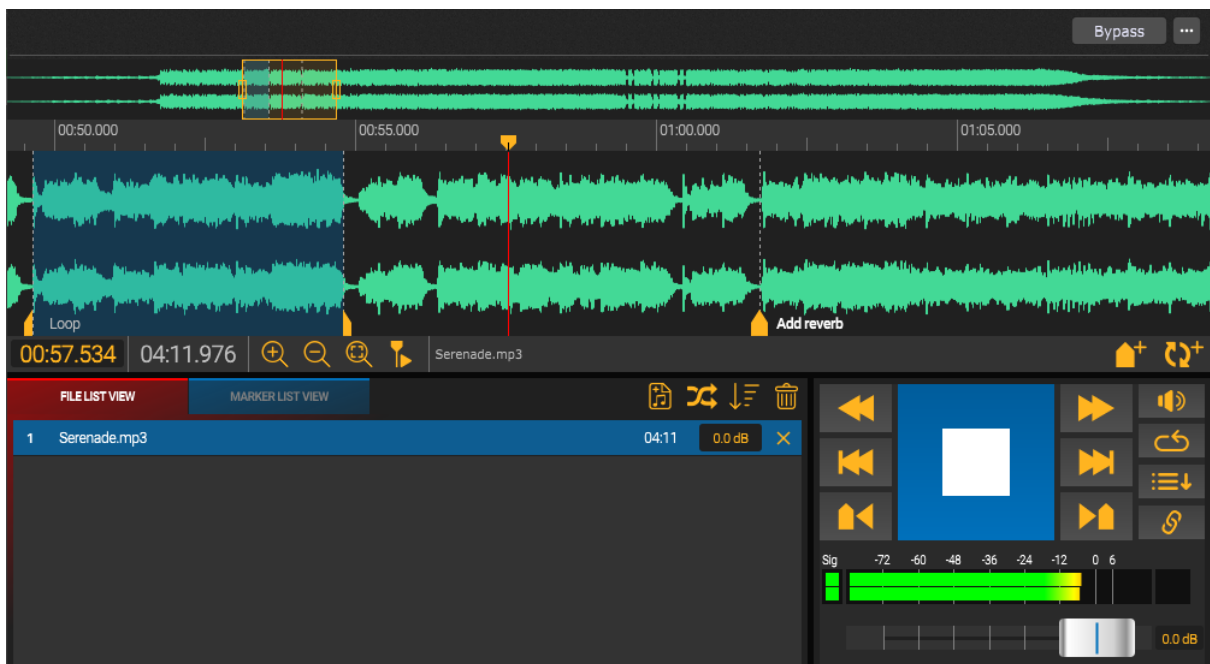 Bypass
00:50.000 00:55.000 01:00.000 01:05.000
Loop
Add reverb
00:57.534 04:11.976 Serenade.mp3
FILE LIST VIEW MARKER LIST VIEW
1 Serenade.mp3 04:11 0.0 dB
Sig -72 -60 -48 -36 -24 -12 0 6
0.0 dB